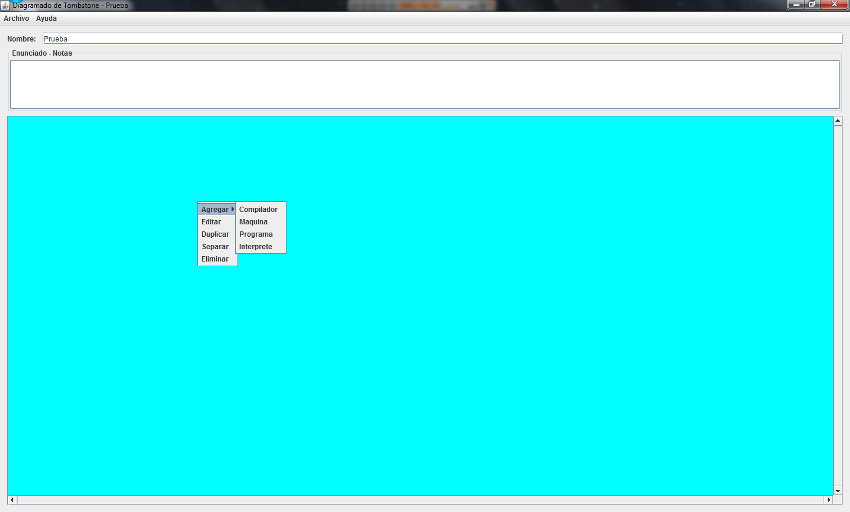 Diagramado de Tombstone - Prueba
Archivo Ayuda
Nombre: Prueba
Enunciado - Notas
Agregar Compilador
Editar Maquina
Duplicar Programa
Separar Interprete
Eliminar